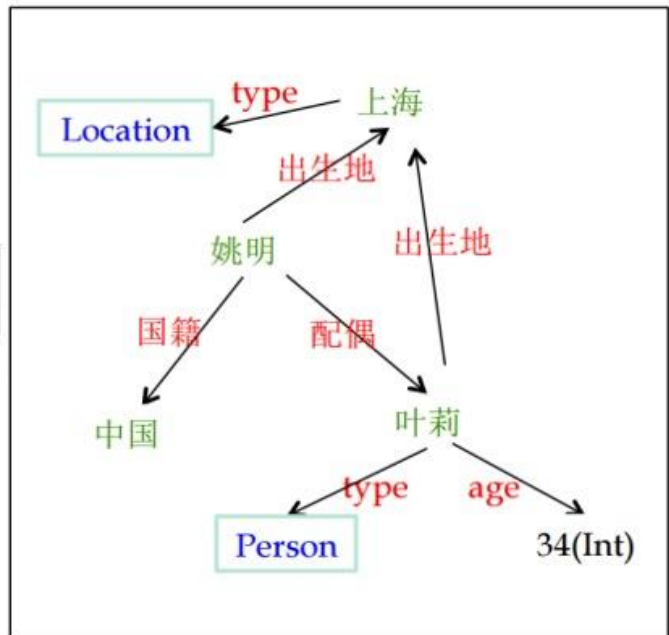 type
上海
Location
出生地
姚明
出生地
国籍
配偶
中国
叶莉
type
age
Person
34(Int)